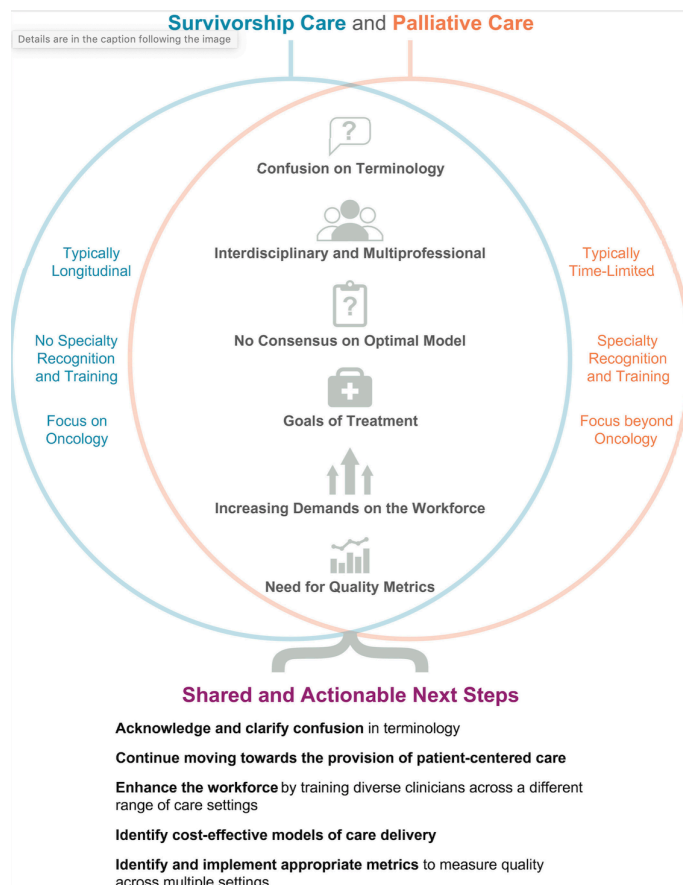 Survivorship Care and Palliative Care
Details are in the caption following the image
?
Confusion on Terminology
Interdisciplinary and Multiprofessional
Typically
Longitudinal
Typically
Time-Limited
?
No Consensus on Optimal Model
No Specialty
Recognition
and Training
Specialty
Recognition
and Training
Goals of Treatment
Focus on
Oncology
Focus beyond
Oncology
Increasing Demands on the Workforce
Need for Quality Metrics
Shared and Actionable Next Steps
Acknowledge and clarify confusion in terminology
Continue moving towards the provision of patient-centered care
Enhance the workforce by training diverse clinicians across a different
range of care settings
Identify cost-effective models of care delivery
Identify and implement appropriate metrics to measure quality
across multiple settings